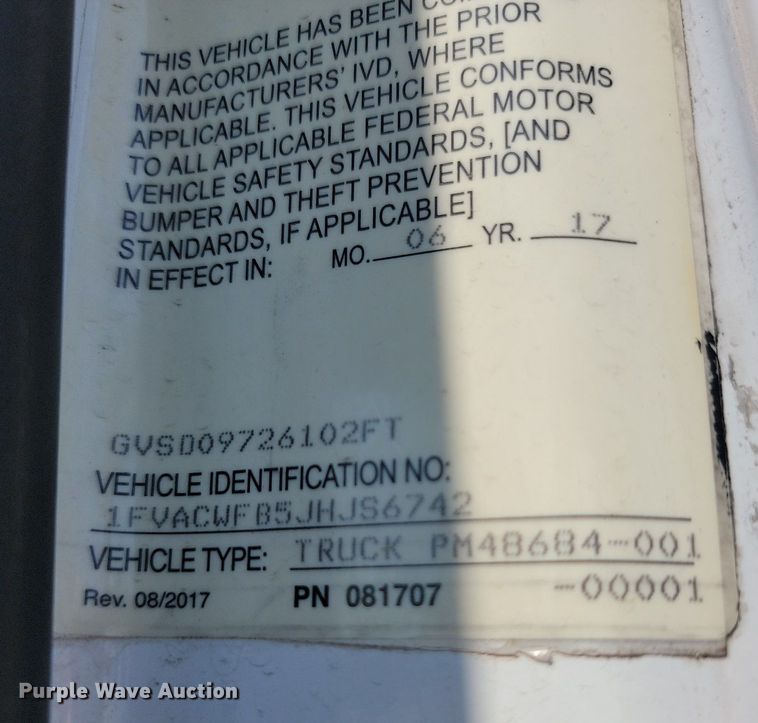 THIS VEHICLE HAS BEEN
IN ACCORDANCE WITH THE PRIOR
MANUFACTURERS' IVD, WHERE
APPLICABLE. THIS VEHICLE CONFORMS
TO ALL APPLICABLE FEDERAL MOTOR
VEHICLE SAFETY STANDARDS, [AND
BUMPER AND THEFT PREVENTION
STANDARDS, IF APPLICABLE]
IN EFFECT IN: MO. 06 YR. 17
GVSD09726102FT
VEHICLE IDENTIFICATION NO:
1FVACWFB5JHJS6742
VEHICLE TYPE: TRUCK PM48684-001
Rev. 08/2017 PN 081707 -00001
Purple Wave Auction